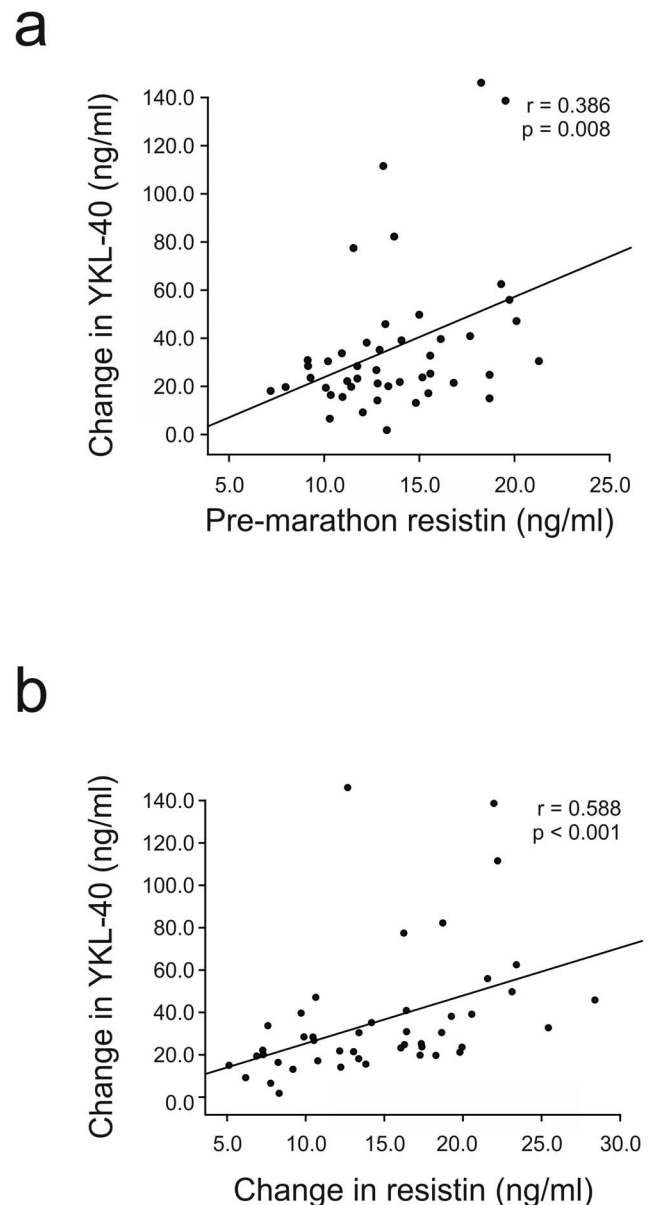 a
Change in YKL-40 (ng/ml)
140.0
120.0
100.0
80.0
60.0
40.0
20.0
0.0
r = 0.386
p = 0.008
5.0 10.0 15.0 20.0 25.0
Pre-marathon resistin (ng/ml)
b
Change in YKL-40 (ng/ml)
140.0
120.0
100.0
80.0
60.0
40.0
20.0
0.0
r = 0.588
p < 0.001
5.0 10.0 15.0 20.0 25.0 30.0
Change in resistin (ng/ml)